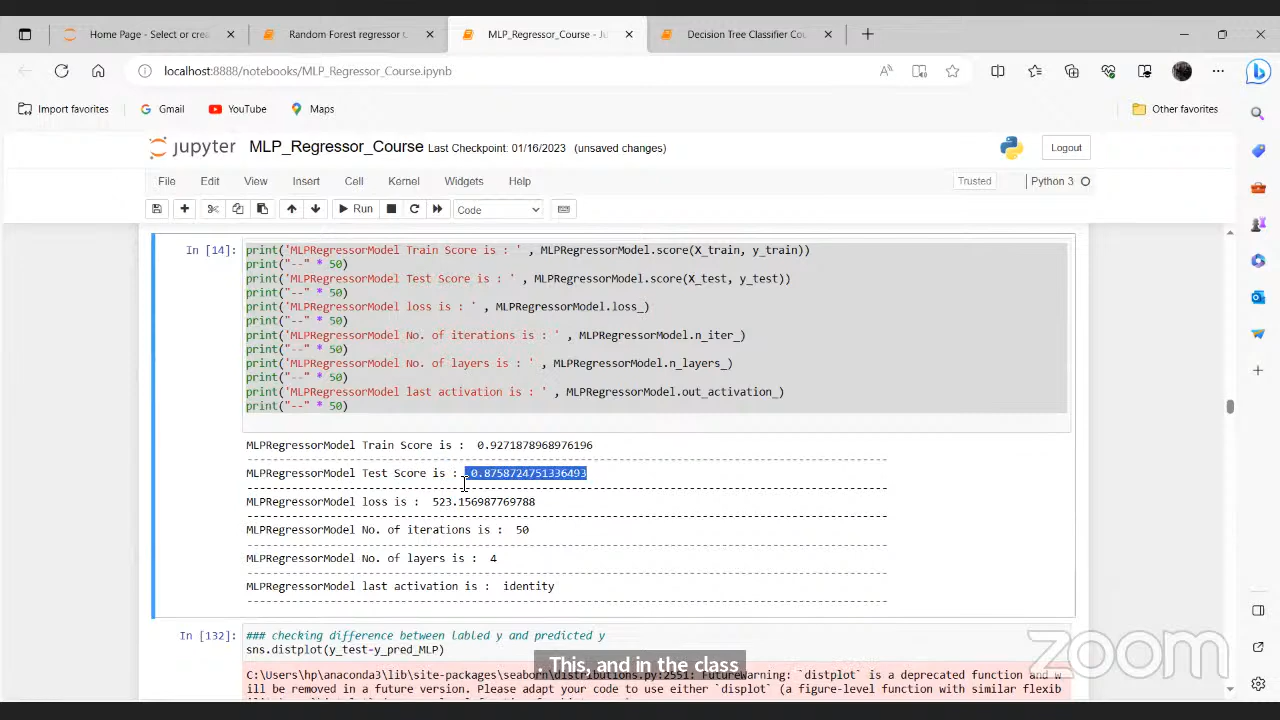 Home Page - Select or crea
Random Forest regressor C
MLP_Regressor_Course - Ju
Decision Tree Classifier Cou
localhost:8888/notebooks/MLP_Regressor_Course.ipynb
Import favorites
Gmail
YouTube
Maps
Other favorites
jupyter MLP_Regressor_Course Last Checkpoint: 01/16/2023 (unsaved changes)
Logout
File Edit View Insert Cell Kernel Widgets Help
Trusted
Python 3
Run
Code
In [14]:
print('MLPRegressorModel Train Score is : ' , MLPRegressorModel.score(X_train, y_train))
print("--" * 50)
print('MLPRegressorModel Test Score is : ' , MLPRegressorModel.score(X_test, y_test))
print("--" * 50)
print('MLPRegressorModel loss is : ' , MLPRegressorModel.loss_)
print("--" * 50)
print('MLPRegressorModel No. of iterations is : ' , MLPRegressorModel.n_iter_)
print("--" * 50)
print('MLPRegressorModel No. of layers is : ' , MLPRegressorModel.n_layers_)
print("--" * 50)
print('MLPRegressorModel last activation is : ' , MLPRegressorModel.out_activation_)
print("--" * 50)
MLPRegressorModel Train Score is : 0.9271878968976196
----------------------------------------------------------------------------------------------------
MLPRegressorModel Test Score is : 0.8758724751336493
----------------------------------------------------------------------------------------------------
MLPRegressorModel loss is : 523.156987769788
----------------------------------------------------------------------------------------------------
MLPRegressorModel No. of iterations is : 50
----------------------------------------------------------------------------------------------------
MLPRegressorModel No. of layers is : 4
----------------------------------------------------------------------------------------------------
MLPRegressorModel last activation is : identity
----------------------------------------------------------------------------------------------------
In [132]:
### checking difference between labled y and predicted y
sns.distplot(y_test-y_pred_MLP)
zoom
. This, and in the class
C:\Users\hp\anaconda3\lib\site-packages\seaborn\distributions.py:2551: FutureWarning: `distplot` is a deprecated function and w
ill be removed in a future version. Please adapt your code to use either `displot` (a figure-level function with similar flexib